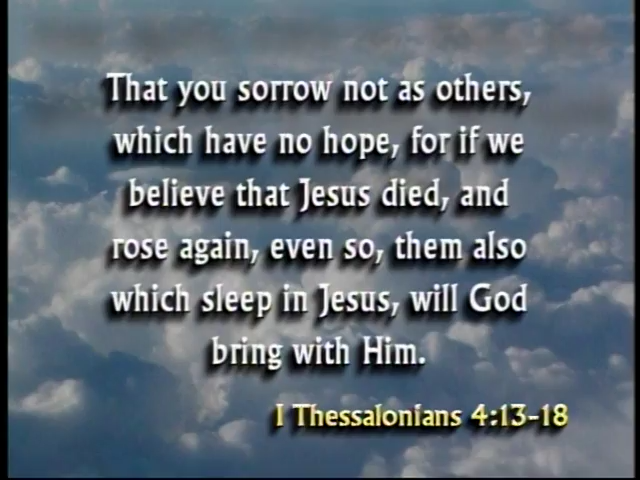 That you sorrow not as others,
which have no hope, for if we
believe that Jesus died, and
rose again, even so, them also
which sleep in Jesus, will God
bring with Him.
I Thessalonians 4:13-18